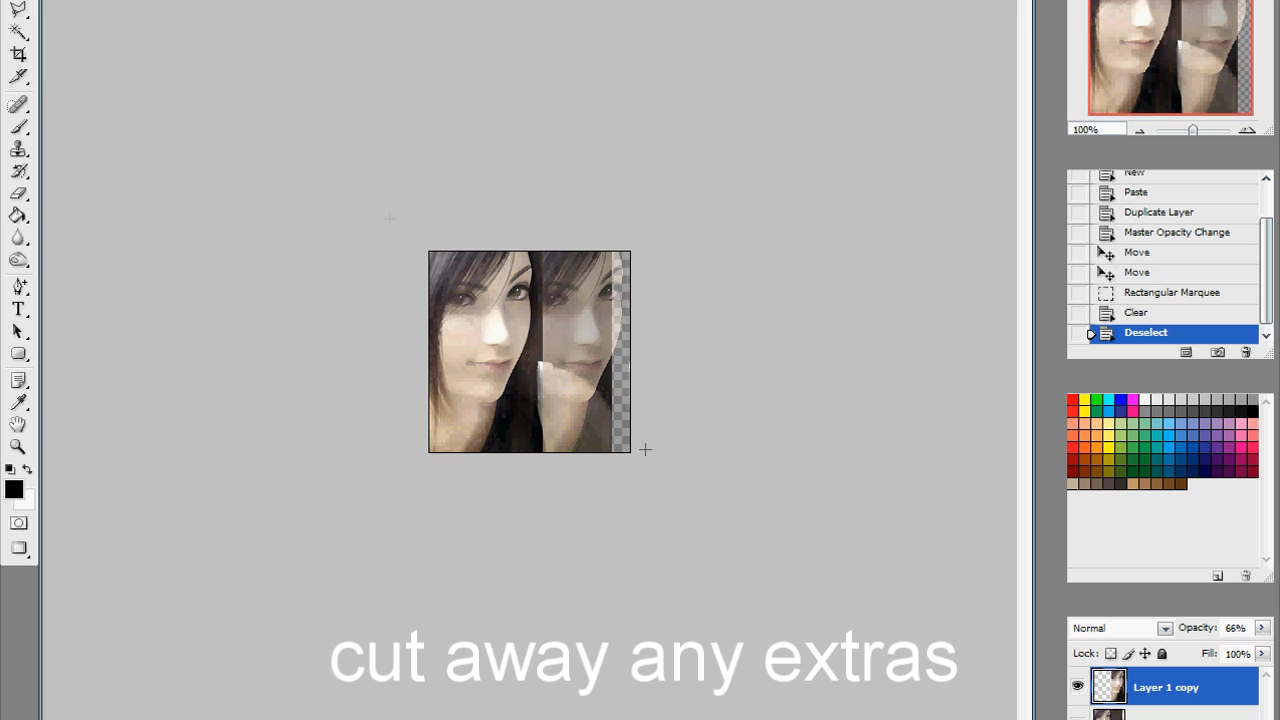 100%
New
Paste
Duplicate Layer
Master Opacity Change
Move
Move
Rectangular Marquee
Clear
Deselect
Normal
Opacity: 66%
Lock:
Fill: 100%
Layer 1 copy
T
cut away any extras